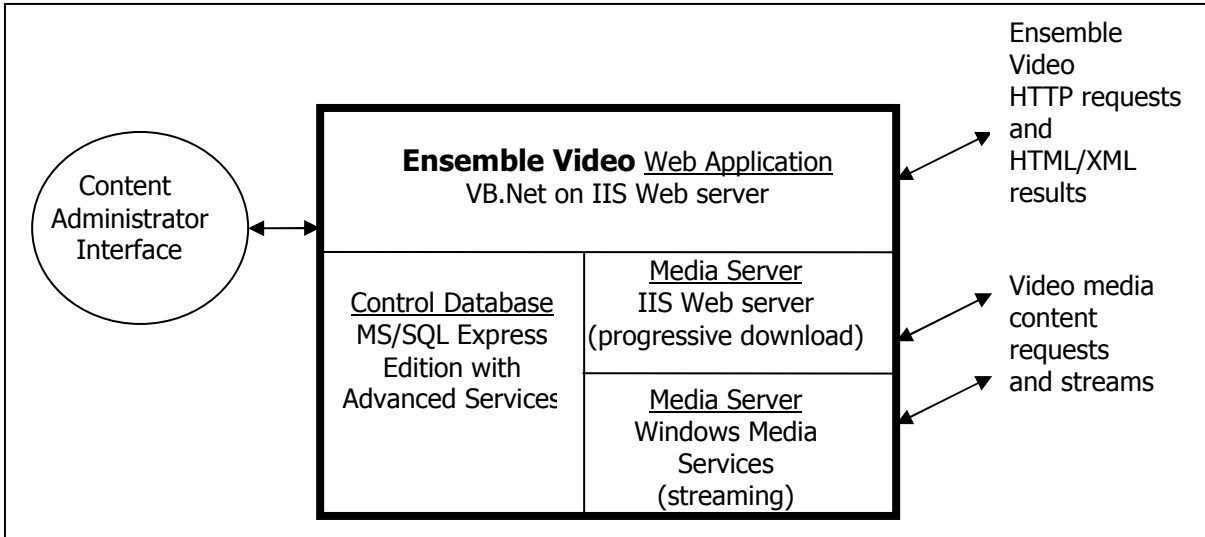 Content
Administrator
Interface
Ensemble Video Web Application
VB.Net on IIS Web server
Control Database
MS/SQL Express
Edition with
Advanced Services
Media Server
IIS Web server
(progressive download)
Media Server
Windows Media
Services
(streaming)
Ensemble
Video
HTTP requests
and
HTML/XML
results
Video media
content
requests
and streams